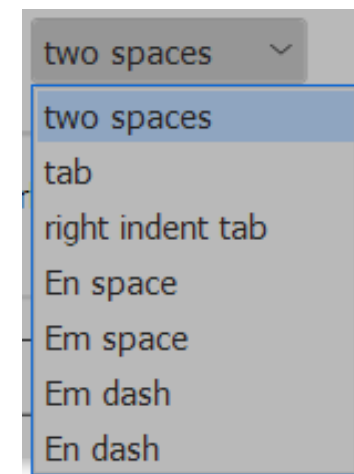 two spaces
two spaces
tab
right indent tab
En space
Em space
Em dash
En dash